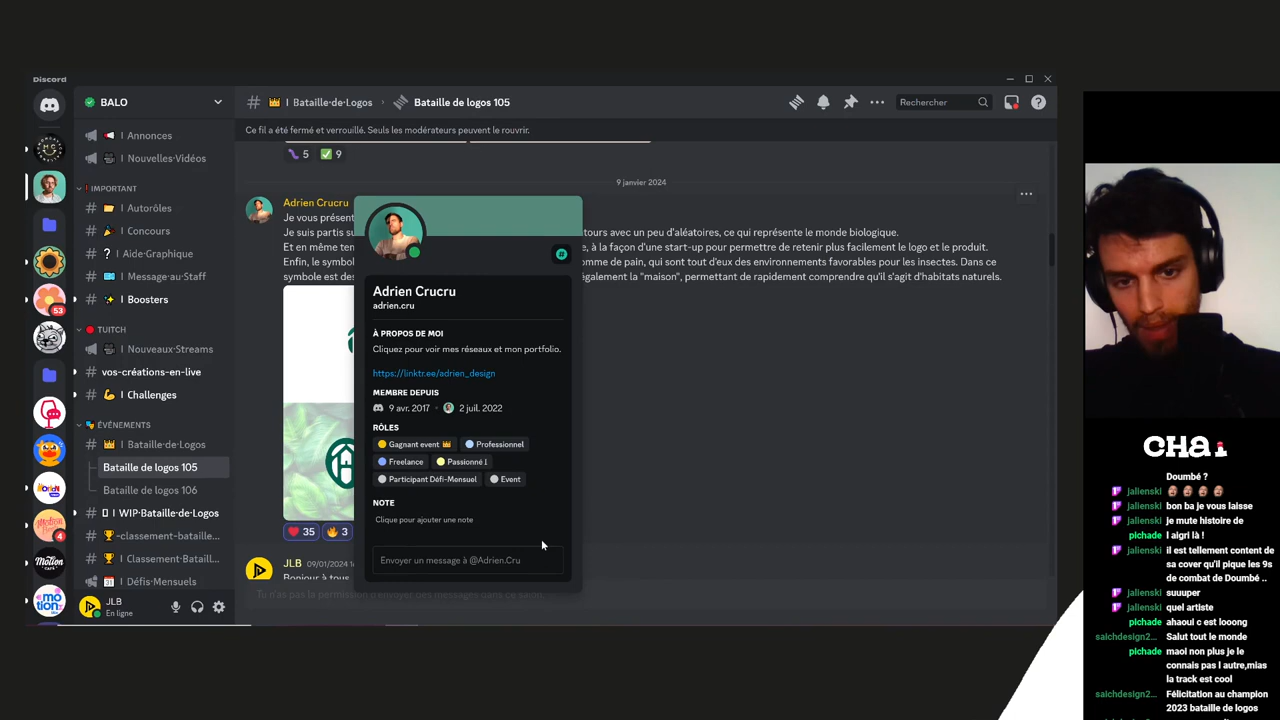 Discord
BALO
| Annonces
| Nouvelles·Vidéos
IMPORTANT
| Autorôles
| Concours
| Aide·Graphique
| Message·au·Staff
| Boosters
TUITCH
| Nouveaux·Streams
vos-créations-en-live
| Challenges
ÉVÉNEMENTS
| Bataille·de·Logos
Bataille de logos 105
Bataille de logos 106
| WIP·Bataille·de·Logos
-classement-bataille...
| Classement·Bataill...
| Défis·Mensuels
JLB
En ligne
53
4
| Bataille·de·Logos
Bataille de logos 105
Rechercher
Ce fil a été fermé et verrouillé. Seuls les modérateurs peuvent le rouvrir.
5
9
9 janvier 2024
Adrien Crucru
Je vous présent
Je suis partis su
tours avec un peu d'aléatoires, ce qui représente le monde biologique.
Et en même tem
, à la façon d'une start-up pour permettre de retenir plus facilement le logo et le produit.
Enfin, le symbo
omme de pain, qui sont tout d'eux des environnements favorables pour les insectes. Dans ce
symbole est des
également la "maison", permettant de rapidement comprendre qu'il s'agit d'habitats naturels.
Adrien Crucru
adrien.cru
À PROPOS DE MOI
Cliquez pour voir mes réseaux et mon portfolio.
https://linktr.ee/adrien_design
MEMBRE DEPUIS
9 avr. 2017
2 juil. 2022
RÔLES
Gagnant event
Professionnel
Freelance
Passionné !
Participant Défi-Mensuel
Event
NOTE
Clique pour ajouter une note
Envoyer un message à @Adrien.Cru
35
3
JLB
Bonjour à tous
Tu n'as pas la permission d'envoyer des messages dans ce salon.
CHAT
Doumbé ?
jalienski
jalienski bon ba je vous laisse
jalienski je mute histoire de
pichade l aigri là !
jalienski il est tellement content de
sa cover qu'il pique les 9s
de combat de Doumbé ..
jalienski suuuper
jalienski quel artiste
pichade ahaoui c est looong
saichdesign2... Salut tout le monde
pichade maoi non plus je le
connais pas l autre,mias
la track est cool
saichdesign2... Félicitation au champion
2023 bataille de logos